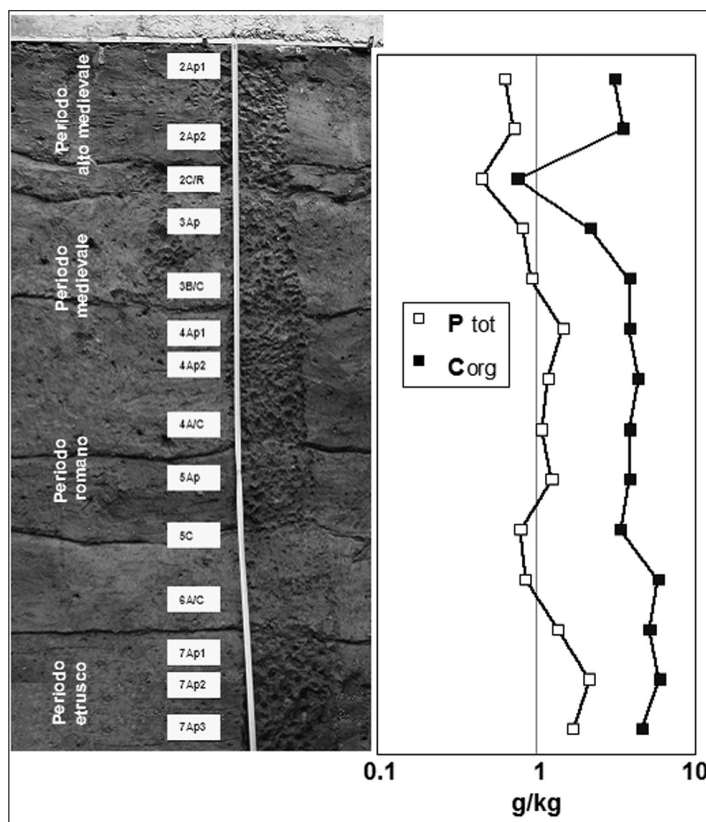 Periodo
alto medievale
Periodo
medievale
Periodo
romano
Periodo
etrusco
2Ap1
2Ap2
2C/R
3Ap
3B/C
4Ap1
4Ap2
4A/C
5Ap
5C
6A/C
7Ap1
7Ap2
7Ap3
P tot
C org
0.1 1 10
g/kg